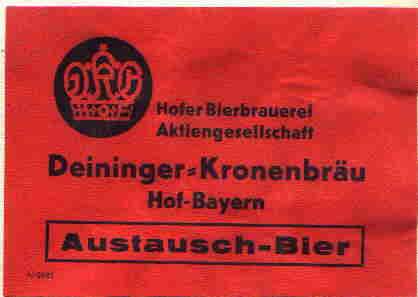 Hofer Bierbrauerei
Aktiengesellschaft
Deininger=Kronenbräu
Hof-Bayern
Austausch-Bier